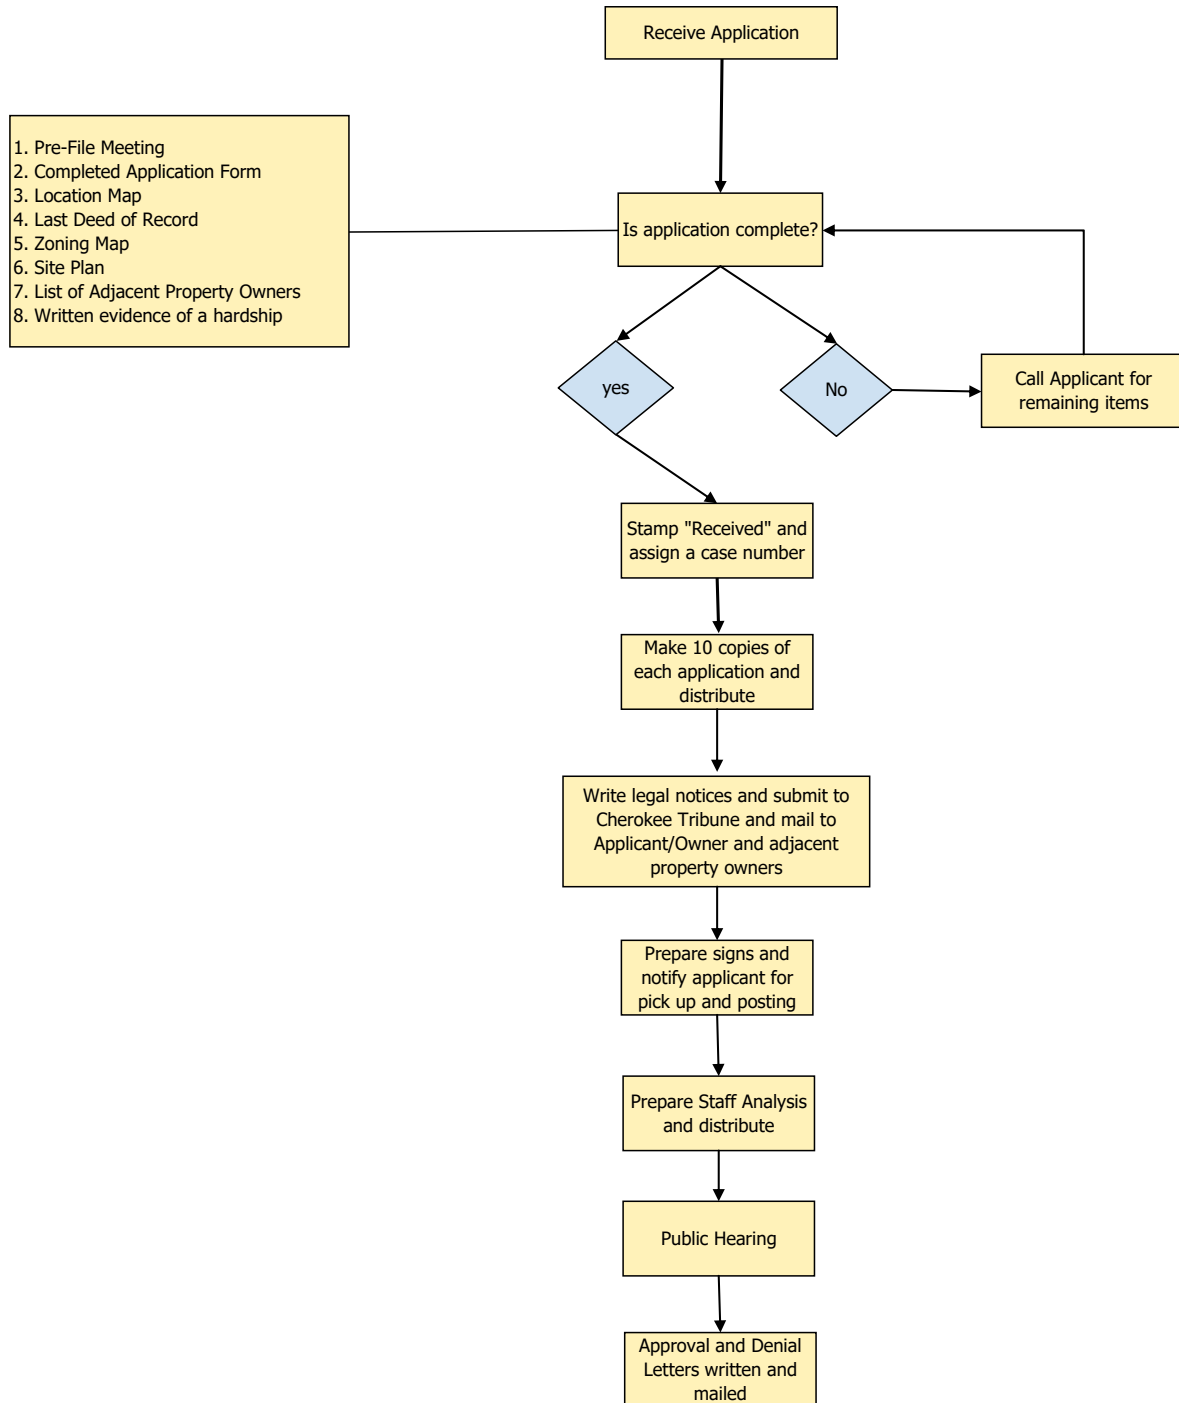 Receive Application
1. Pre-File Meeting
2. Completed Application Form
3. Location Map
4. Last Deed of Record
5. Zoning Map
6. Site Plan
7. List of Adjacent Property Owners
8. Written evidence of a hardship
Is application complete?
yes
No
Call Applicant for
remaining items
Stamp "Received" and
assign a case number
Make 10 copies of
each application and
distribute
Write legal notices and submit to
Cherokee Tribune and mail to
Applicant/Owner and adjacent
property owners
Prepare signs and
notify applicant for
pick up and posting
Prepare Staff Analysis
and distribute
Public Hearing
Approval and Denial
Letters written and
mailed